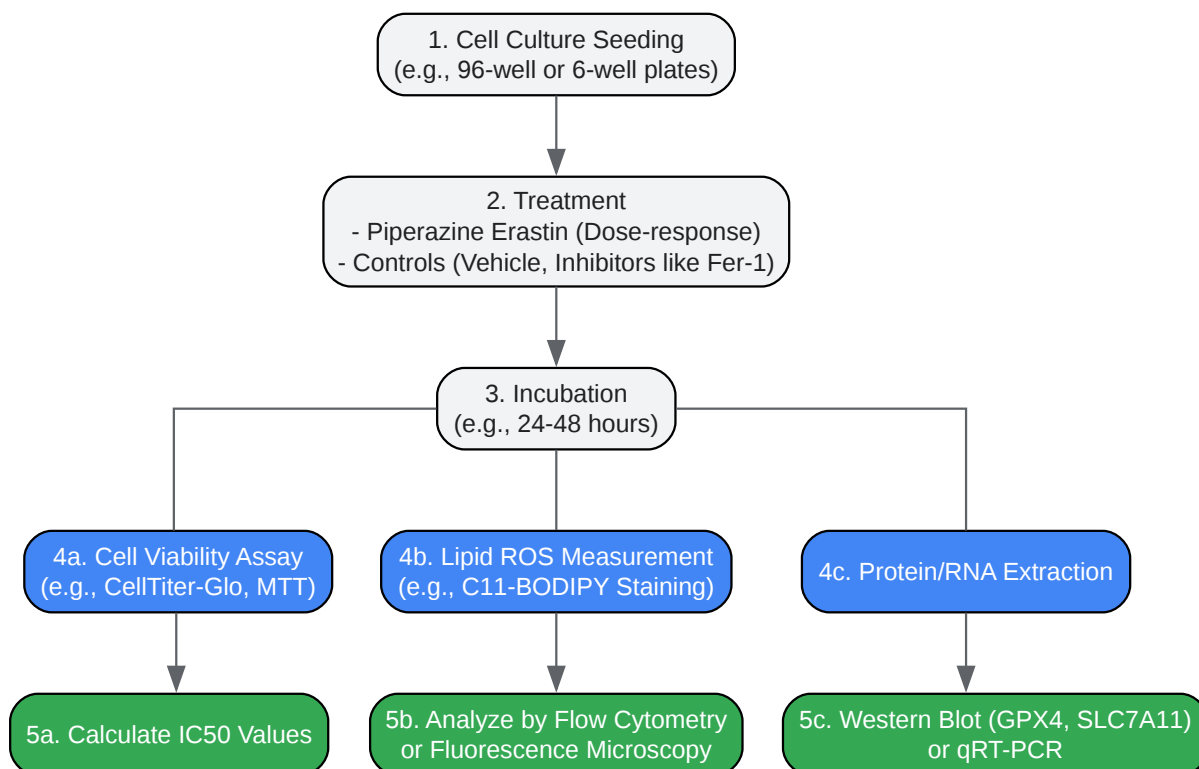 1. Cell Culture Seeding
(e.g., 96-well or 6-well plates)
2. Treatment
- Piperazine Erastin (Dose-response)
- Controls (Vehicle, Inhibitors like Fer-1)
3. Incubation
(e.g., 24-48 hours)
4a. Cell Viability Assay
(e.g., CellTiter-Glo, MTT)
4b. Lipid ROS Measurement
(e.g., C11-BODIPY Staining)
4c. Protein/RNA Extraction
5a. Calculate IC50 Values
5b. Analyze by Flow Cytometry
or Fluorescence Microscopy
5c. Western Blot (GPX4, SLC7A11)
or qRT-PCR